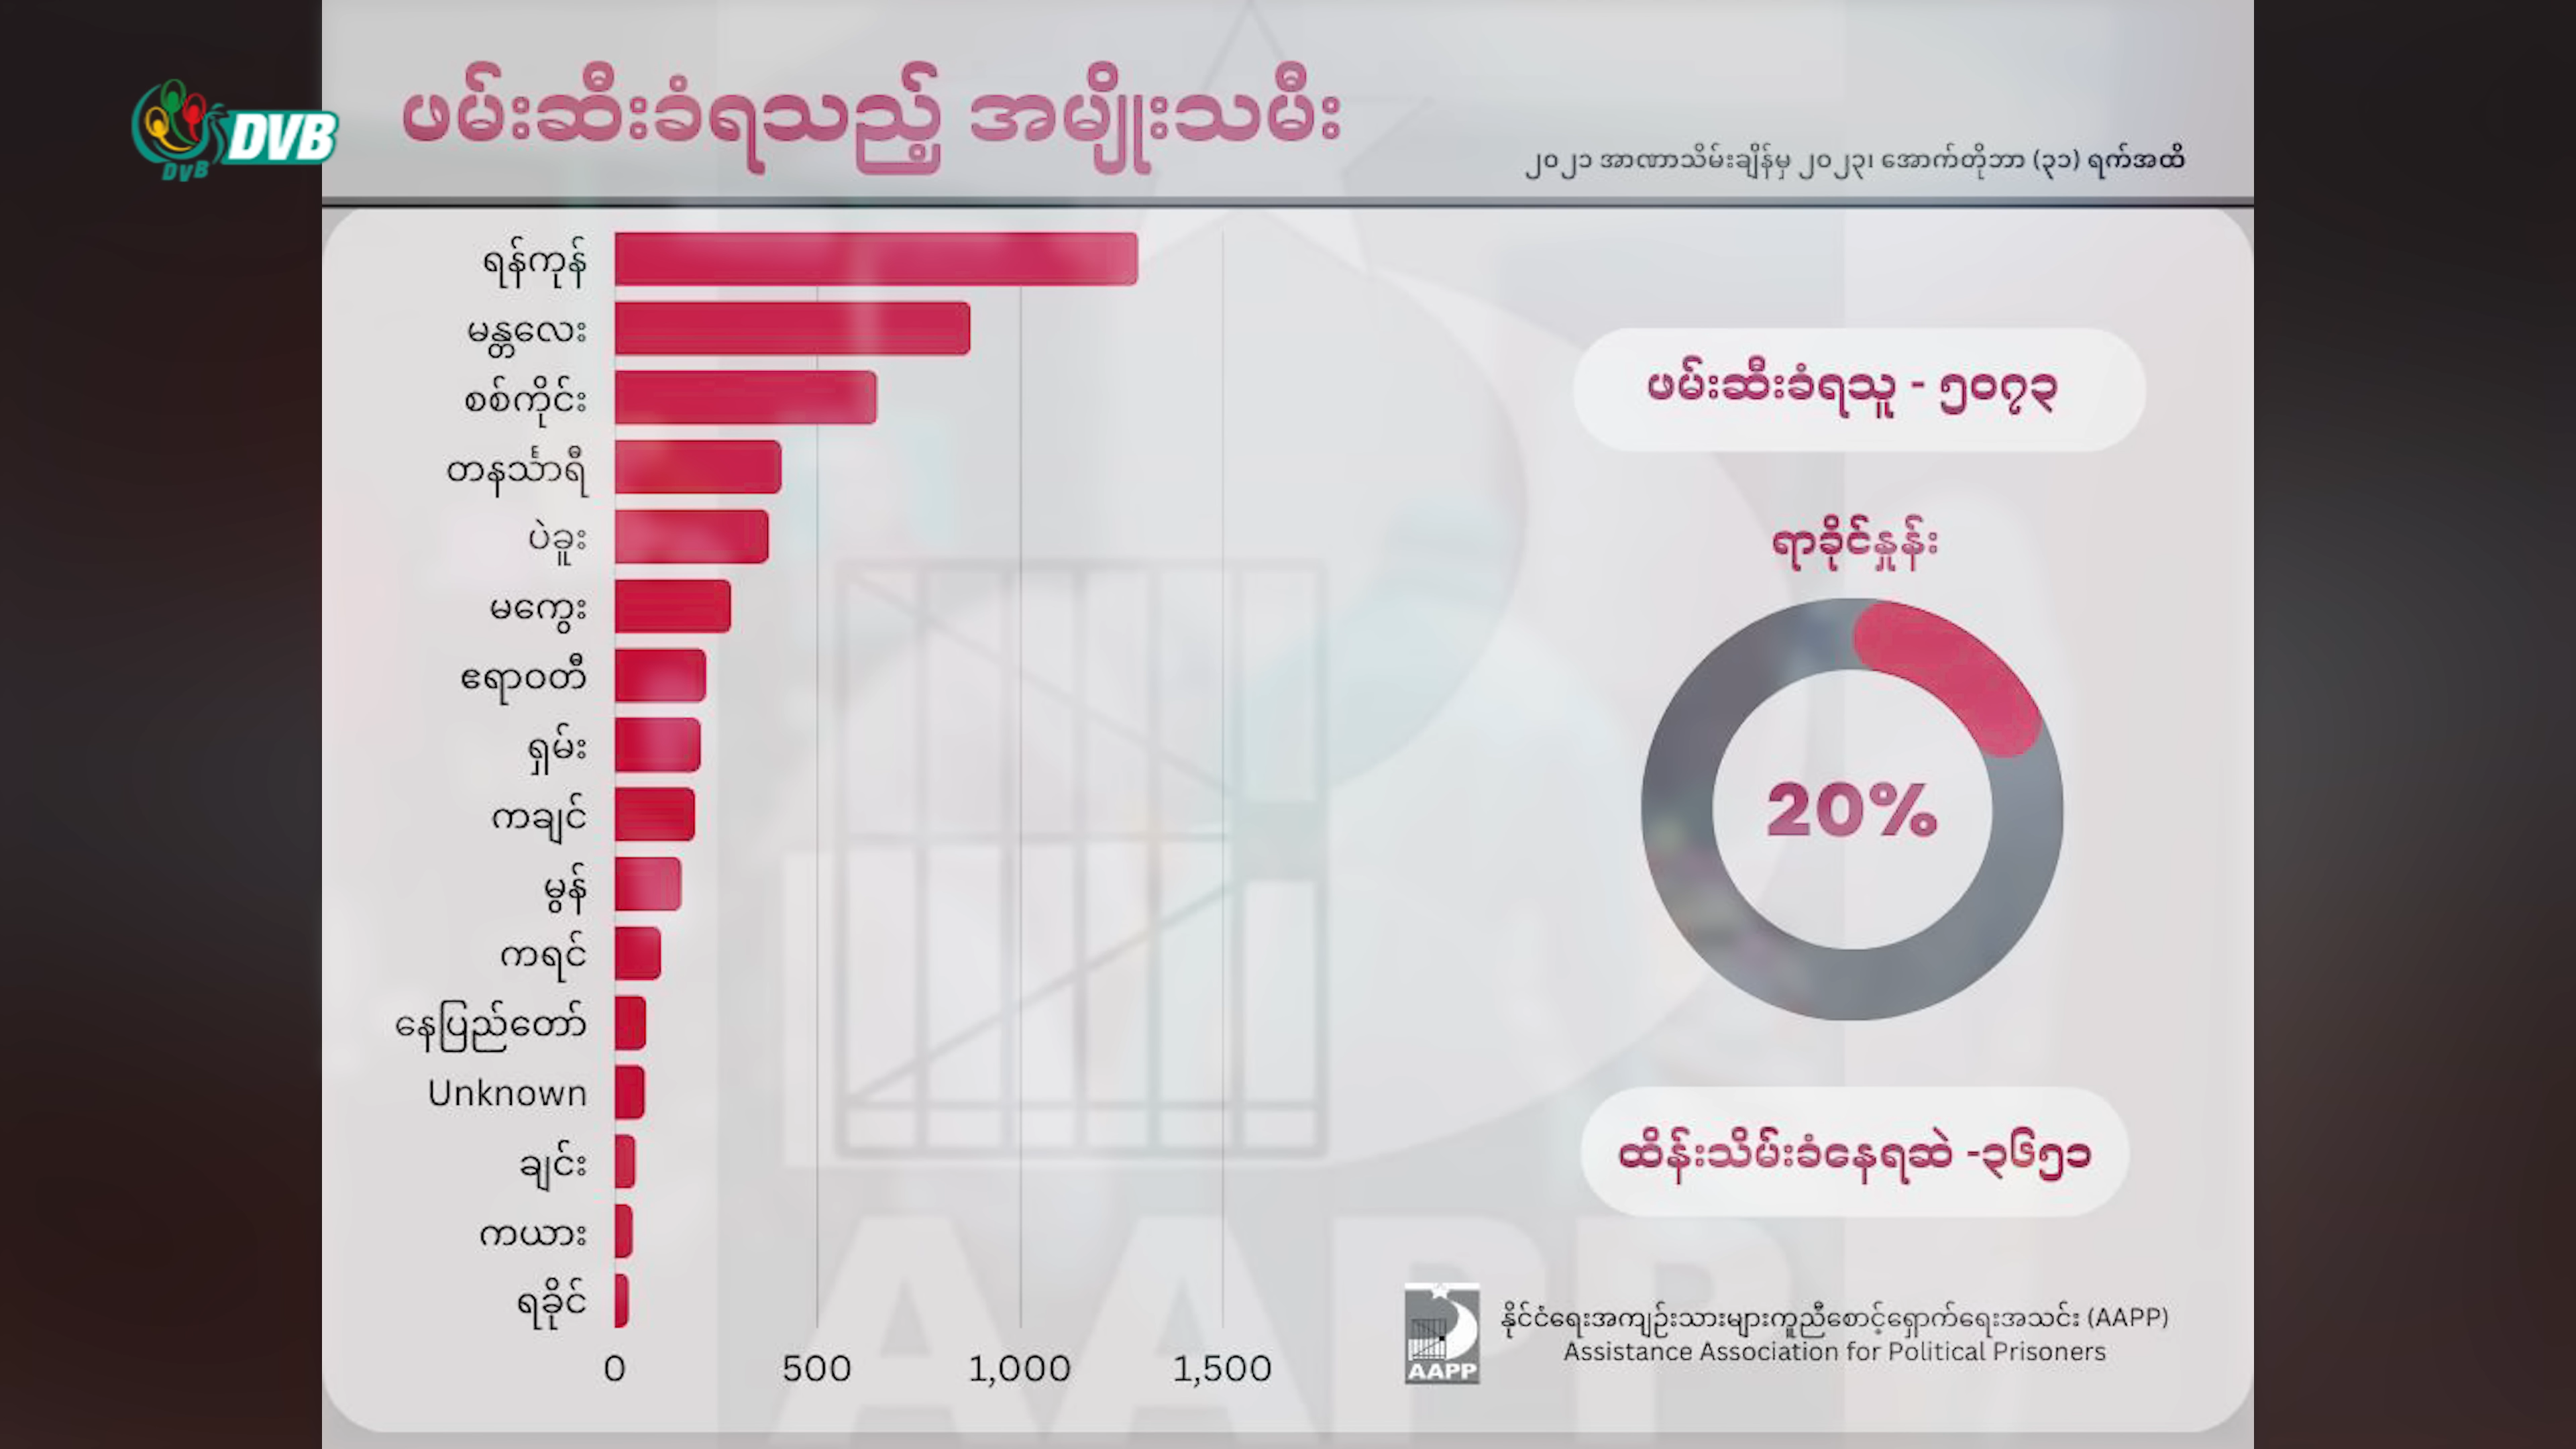 DVB
DVB
ဖမ်းဆီးခံရသည့် အမျိုးသမီး
၂၀၂၁ အာဏာသိမ်းချိန်မှ ၂၀၂၃၊ အောက်တိုဘာ (၃၁) ရက်အထိ
ရန်ကုန်
မန္တလေး
စစ်ကိုင်း
တနင်္သာရီ
ပဲခူး
မကွေး
ဧရာဝတီ
ရှမ်း
ကချင်
မွန်
ကရင်
နေပြည်တော်
Unknown
ချင်း
ကယား
ရခိုင်
0 500 1,000 1,500
ဖမ်းဆီးခံရသူ - ၅၀၇၃
ရာခိုင်နှုန်း
20%
ထိန်းသိမ်းခံနေရဆဲ -၃၆၅၁
AAPP
နိုင်ငံရေးအကျဉ်းသားများကူညီစောင့်ရှောက်ရေးအသင်း (AAPP)
Assistance Association for Political Prisoners
AAPP